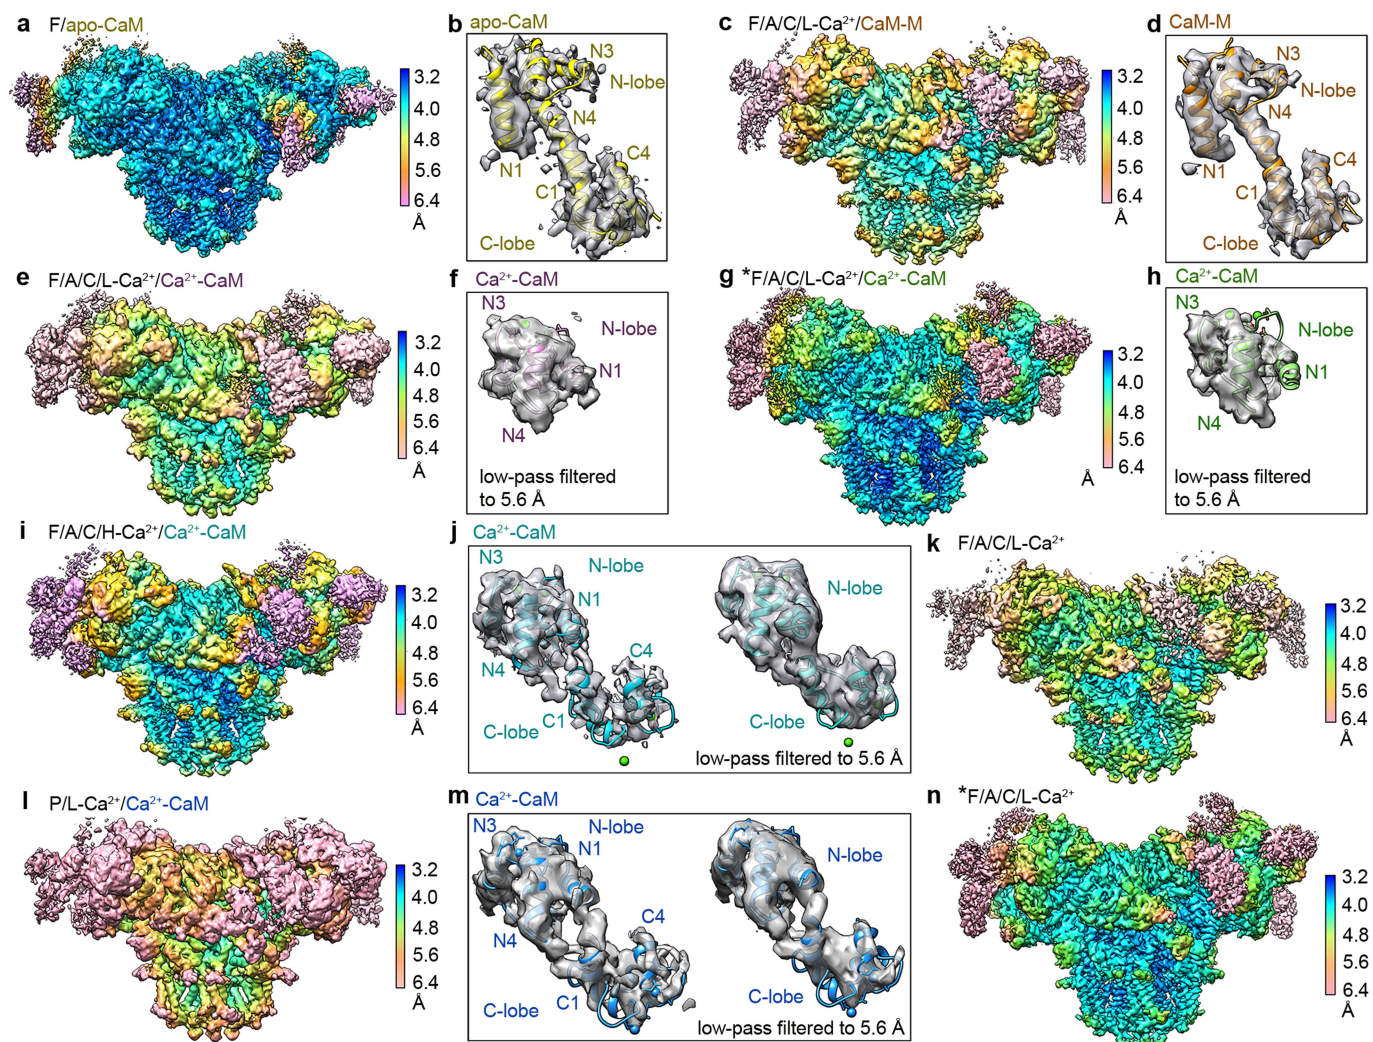 a F/apo-CaM
3.2
4.0
4.8
5.6
6.4
Å
b apo-CaM
N3
N-lobe
N4
C4
N1
C1
C-lobe
c F/A/C/L-Ca²⁺/CaM-M
3.2
4.0
4.8
5.6
6.4
Å
d CaM-M
N3
N-lobe
N4
C4
N1
C1
C-lobe
e F/A/C/L-Ca²⁺/Ca²⁺-CaM
3.2
4.0
4.8
5.6
6.4
Å
f Ca²⁺-CaM
N3
N-lobe
N1
N4
low-pass filtered
to 5.6 Å
g *F/A/C/L-Ca²⁺/Ca²⁺-CaM
3.2
4.0
4.8
5.6
6.4
Å
h Ca²⁺-CaM
N3
N-lobe
N1
N4
low-pass filtered
to 5.6 Å
i F/A/C/H-Ca²⁺/Ca²⁺-CaM
3.2
4.0
4.8
5.6
6.4
Å
j Ca²⁺-CaM
N3
N-lobe
N1
C4
N4
C1
C-lobe
N-lobe
C-lobe
low-pass filtered to 5.6 Å
k F/A/C/L-Ca²⁺
3.2
4.0
4.8
5.6
6.4
Å
l P/L-Ca²⁺/Ca²⁺-CaM
3.2
4.0
4.8
5.6
6.4
Å
m Ca²⁺-CaM
N3
N-lobe
N1
C4
N4
C1
C-lobe
N-lobe
C-lobe
low-pass filtered to 5.6 Å
n *F/A/C/L-Ca²⁺
3.2
4.0
4.8
5.6
6.4
Å